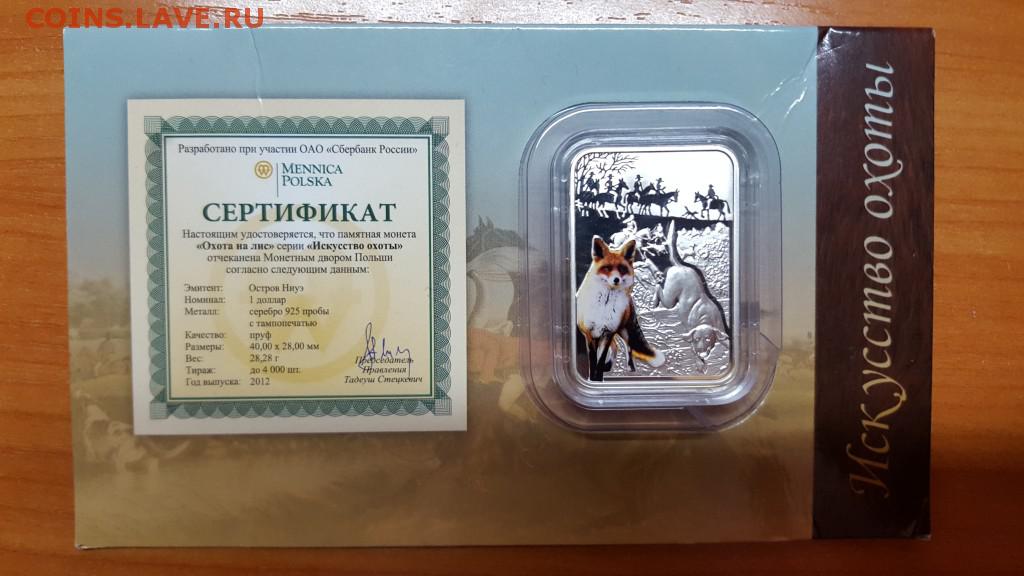 COINS.LAVE.RU
Разработано при участии ОАО «Сбербанк России»
MENNICA
POLSKA
СЕРТИФИКАТ
Настоящим удостоверяется, что памятная монета
«Охота на лис» серии «Искусство охоты»
отчеканена Монетным двором Польши
согласно следующим данным:
Эмитент: Остров Ниуэ
Номинал: 1 доллар
Металл: серебро 925 пробы
с тампопечатью
Качество: пруф
Размеры: 40,00 х 28,00 мм
Вес: 28,28 г
Тираж: до 4 000 шт.
Год выпуска: 2012
Председатель
Правления
Тадеуш Стецкевич
Искусство охоты
COINS.LAVE.RU